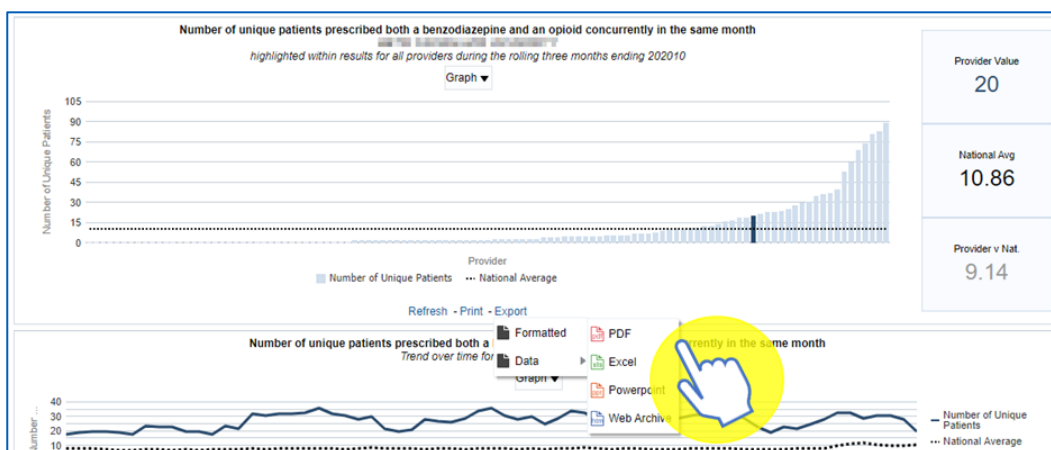 Number of unique patients prescribed both a benzodiazepine and an opioid concurrently in the same month
highlighted within results for all providers during the rolling three months ending 202010
Graph
105
90
75
60
45
30
15
0
Number of Unique Patients
Provider
Number of Unique Patients
National Average
Provider Value
20
National Avg
10.86
Provider v Nat.
9.14
Refresh - Print - Export
Formatted
Data
PDF
Excel
Powerpoint
Web Archive
Number of unique patients prescribed both a
in the same month
Trend over time for
Graph
40
30
20
10
Number ...
Number of Unique
Patients
National Average